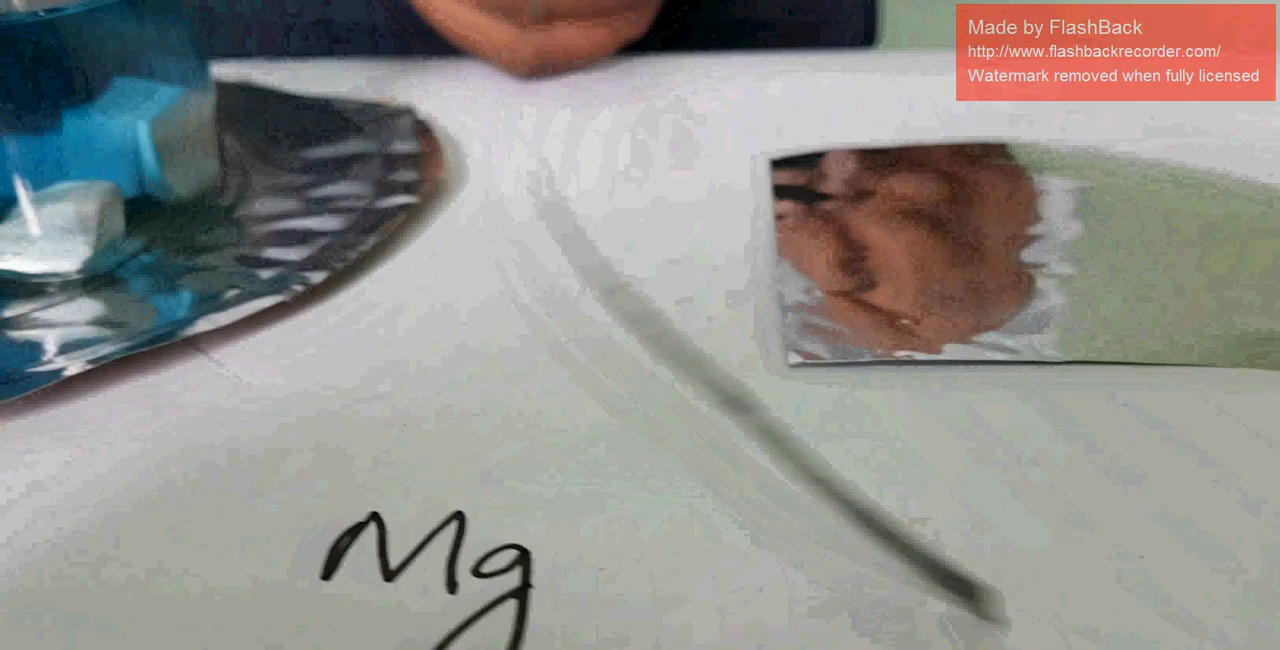 Made by FlashBack
http://www.flashbackrecorder.com/
Watermark removed when fully licensed
Mg